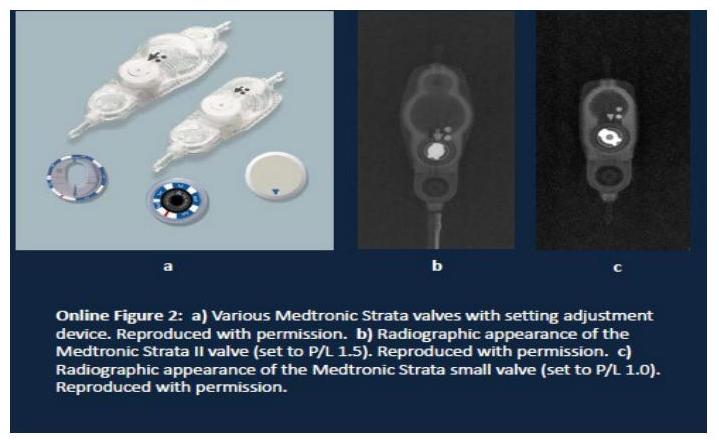 a
b
c
Online Figure 2: a) Various Medtronic Strata valves with setting adjustment
device. Reproduced with permission. b) Radiographic appearance of the
Medtronic Strata II valve (set to P/L 1.5). Reproduced with permission. c)
Radiographic appearance of the Medtronic Strata small valve (set to P/L 1.0).
Reproduced with permission.